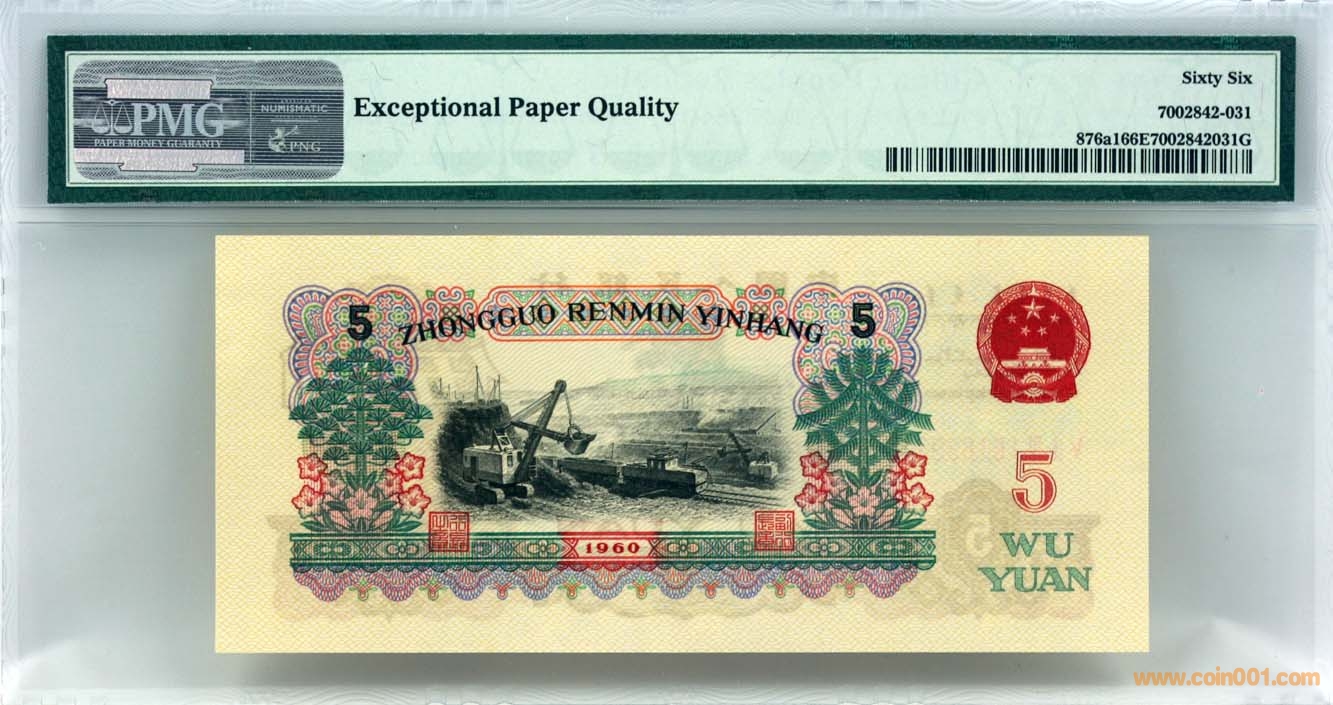 PMG
PAPER MONEY GUARANTY
NUMISMATIC
PNG
Exceptional Paper Quality
Sixty Six
7002842-031
876a166E7002842031G
5
ZHONGGUO RENMIN YINHANG
5
5
WU
YUAN
1960
www.coin001.com